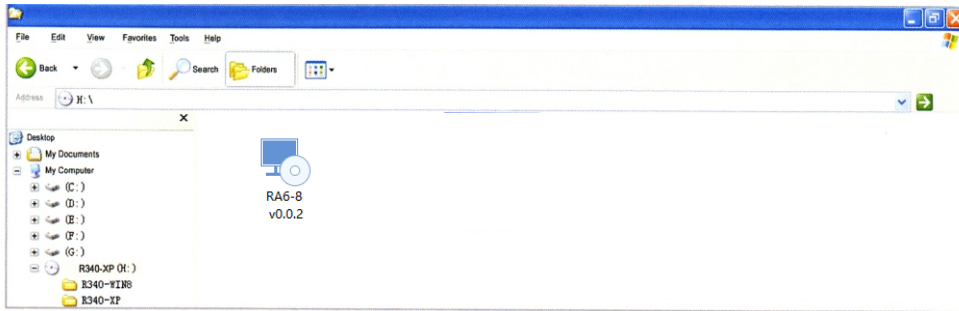 File Edit View Favorites Tools Help
Back Search Folders
Address H:\
Desktop
My Documents
My Computer
(C:)
(D:)
(E:)
(F:)
(G:)
R340-XP (H:)
R340-WIN8
R340-XP
RA6-8
v0.0.2